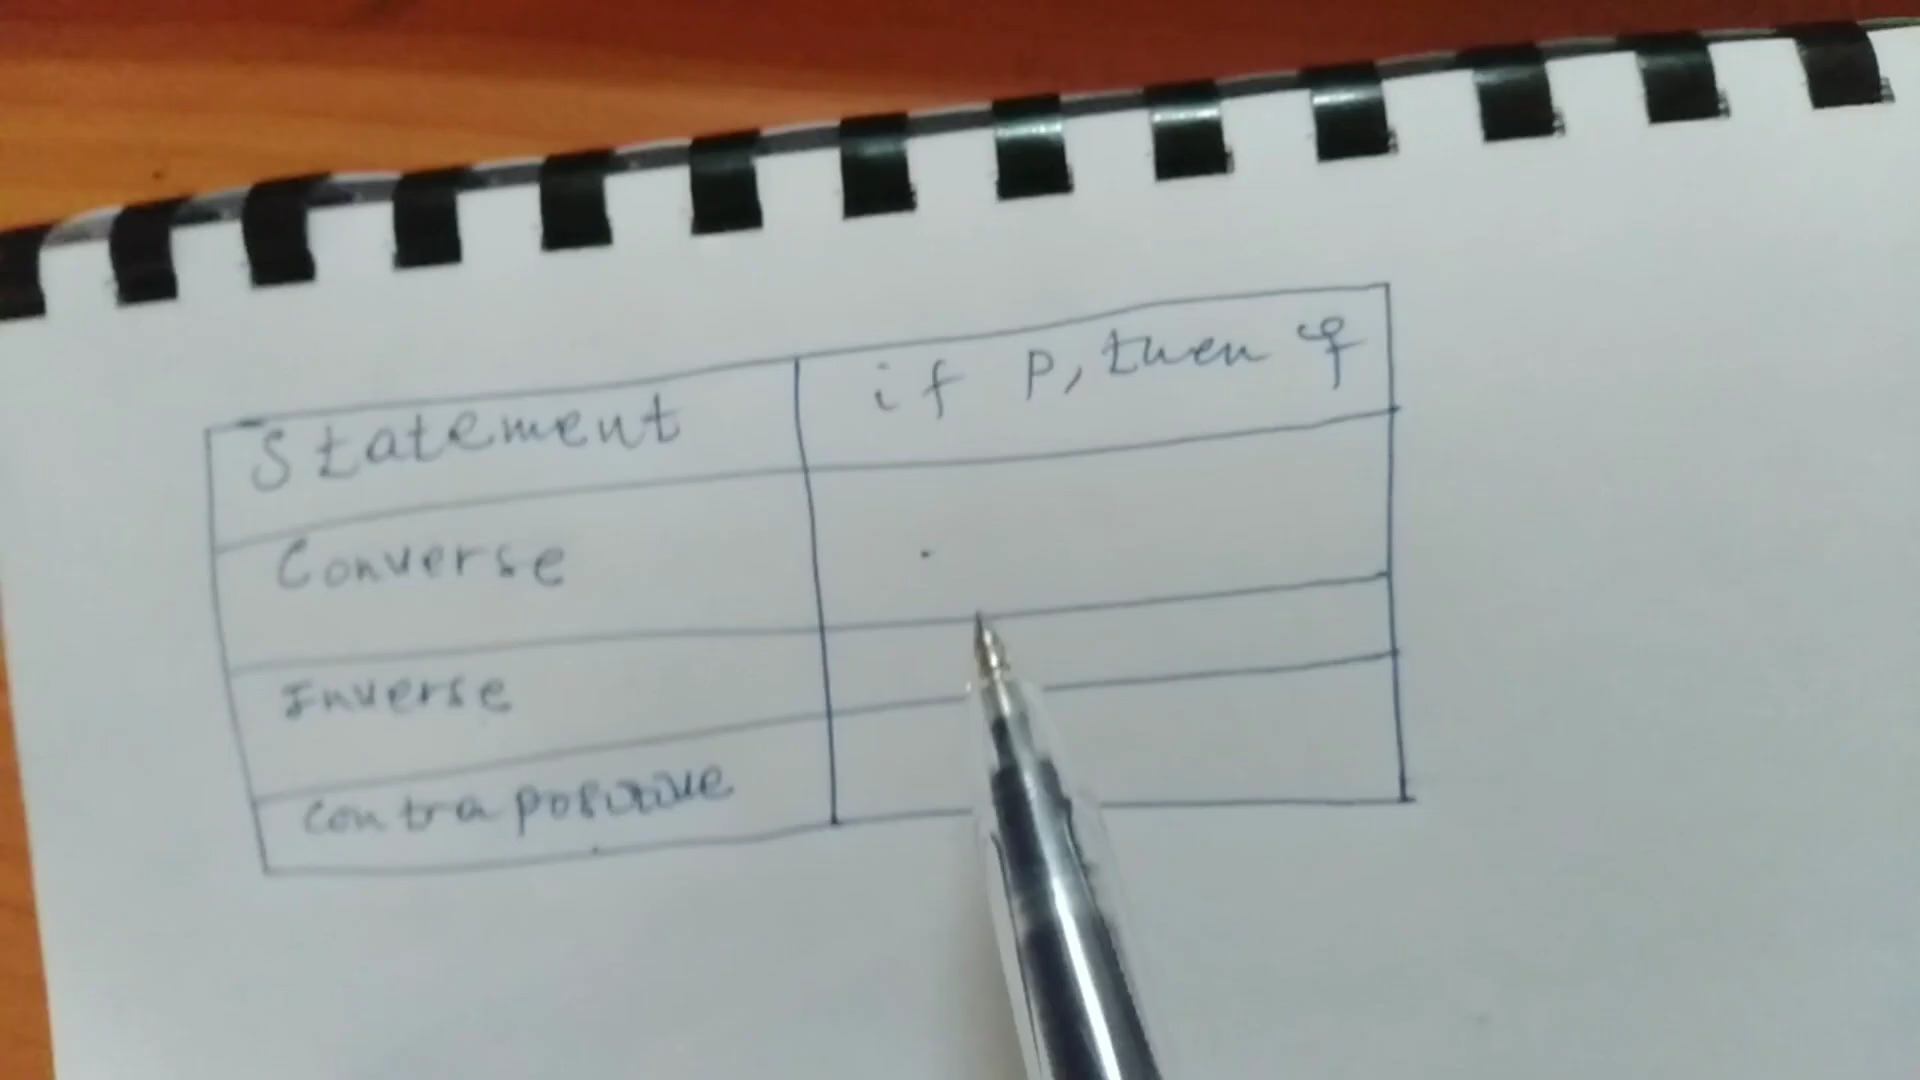 Statement if P, then q
Converse
Inverse
Contrapositive